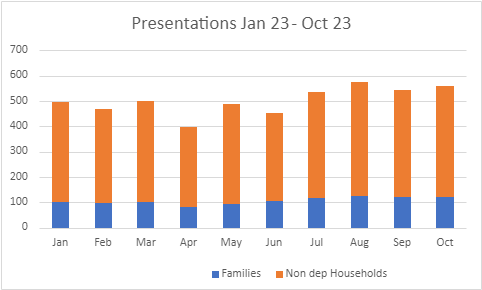 Presentations Jan 23 - Oct 23
700
600
500
400
300
200
100
0
Jan Feb Mar Apr May Jun Jul Aug Sep Oct
Families Non dep Households